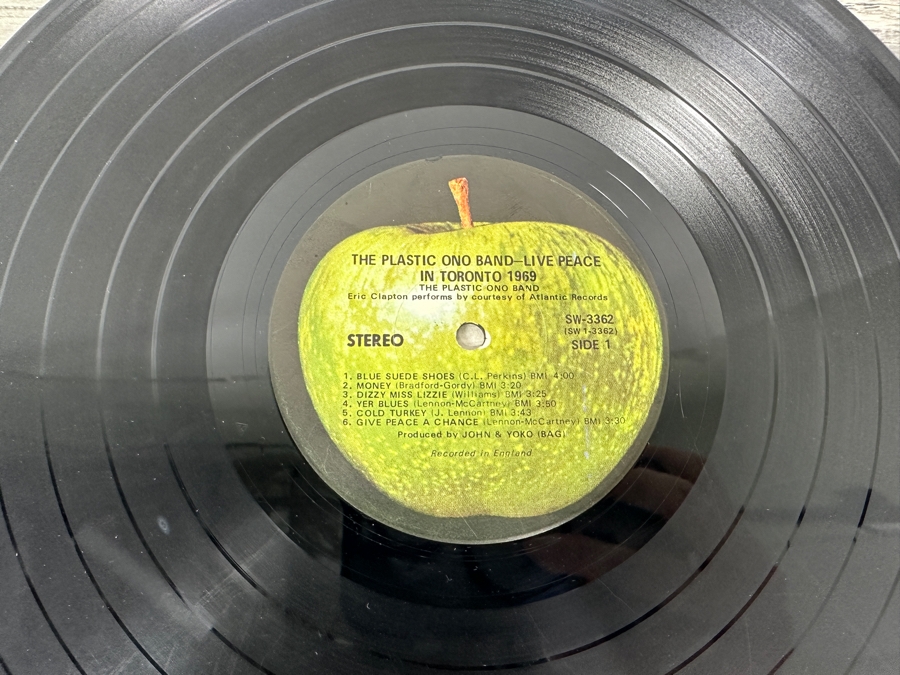 THE PLASTIC ONO BAND—LIVE PEACE
IN TORONTO 1969
THE PLASTIC ONO BAND
Eric Clapton performs by courtesy of Atlantic Records
STEREO
SW-3362
(SW 1-3362)
SIDE 1
1. BLUE SUEDE SHOES (C.L. Perkins) BMI 4:00
2. MONEY (Bradford-Gordy) BMI 3:20
3. DIZZY MISS LIZZIE (Williams) BMI 3:25
4. YER BLUES (Lennon-McCartney) BMI 3:50
5. COLD TURKEY (J. Lennon) BMI 3:43
6. GIVE PEACE A CHANCE (Lennon-McCartney) BMI 3:30
Produced by JOHN & YOKO (BAG)
Recorded in England